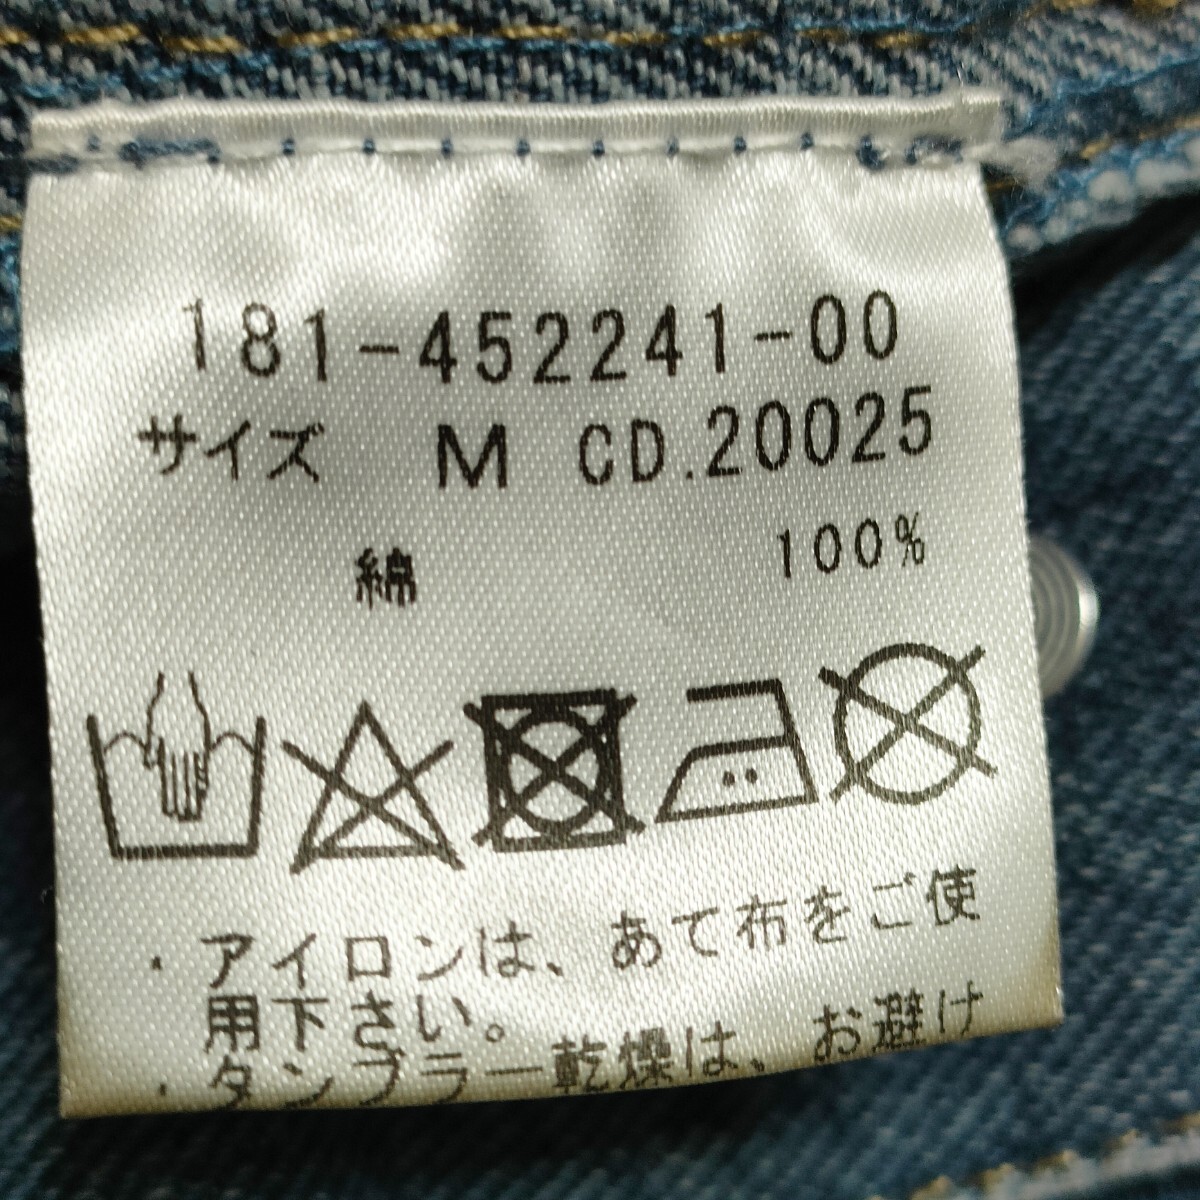 181-452241-00
サイズ M CD.20025
綿 100%
・アイロンは、あて布をご使
用下さい。
・タンブラー乾燥は、お避け